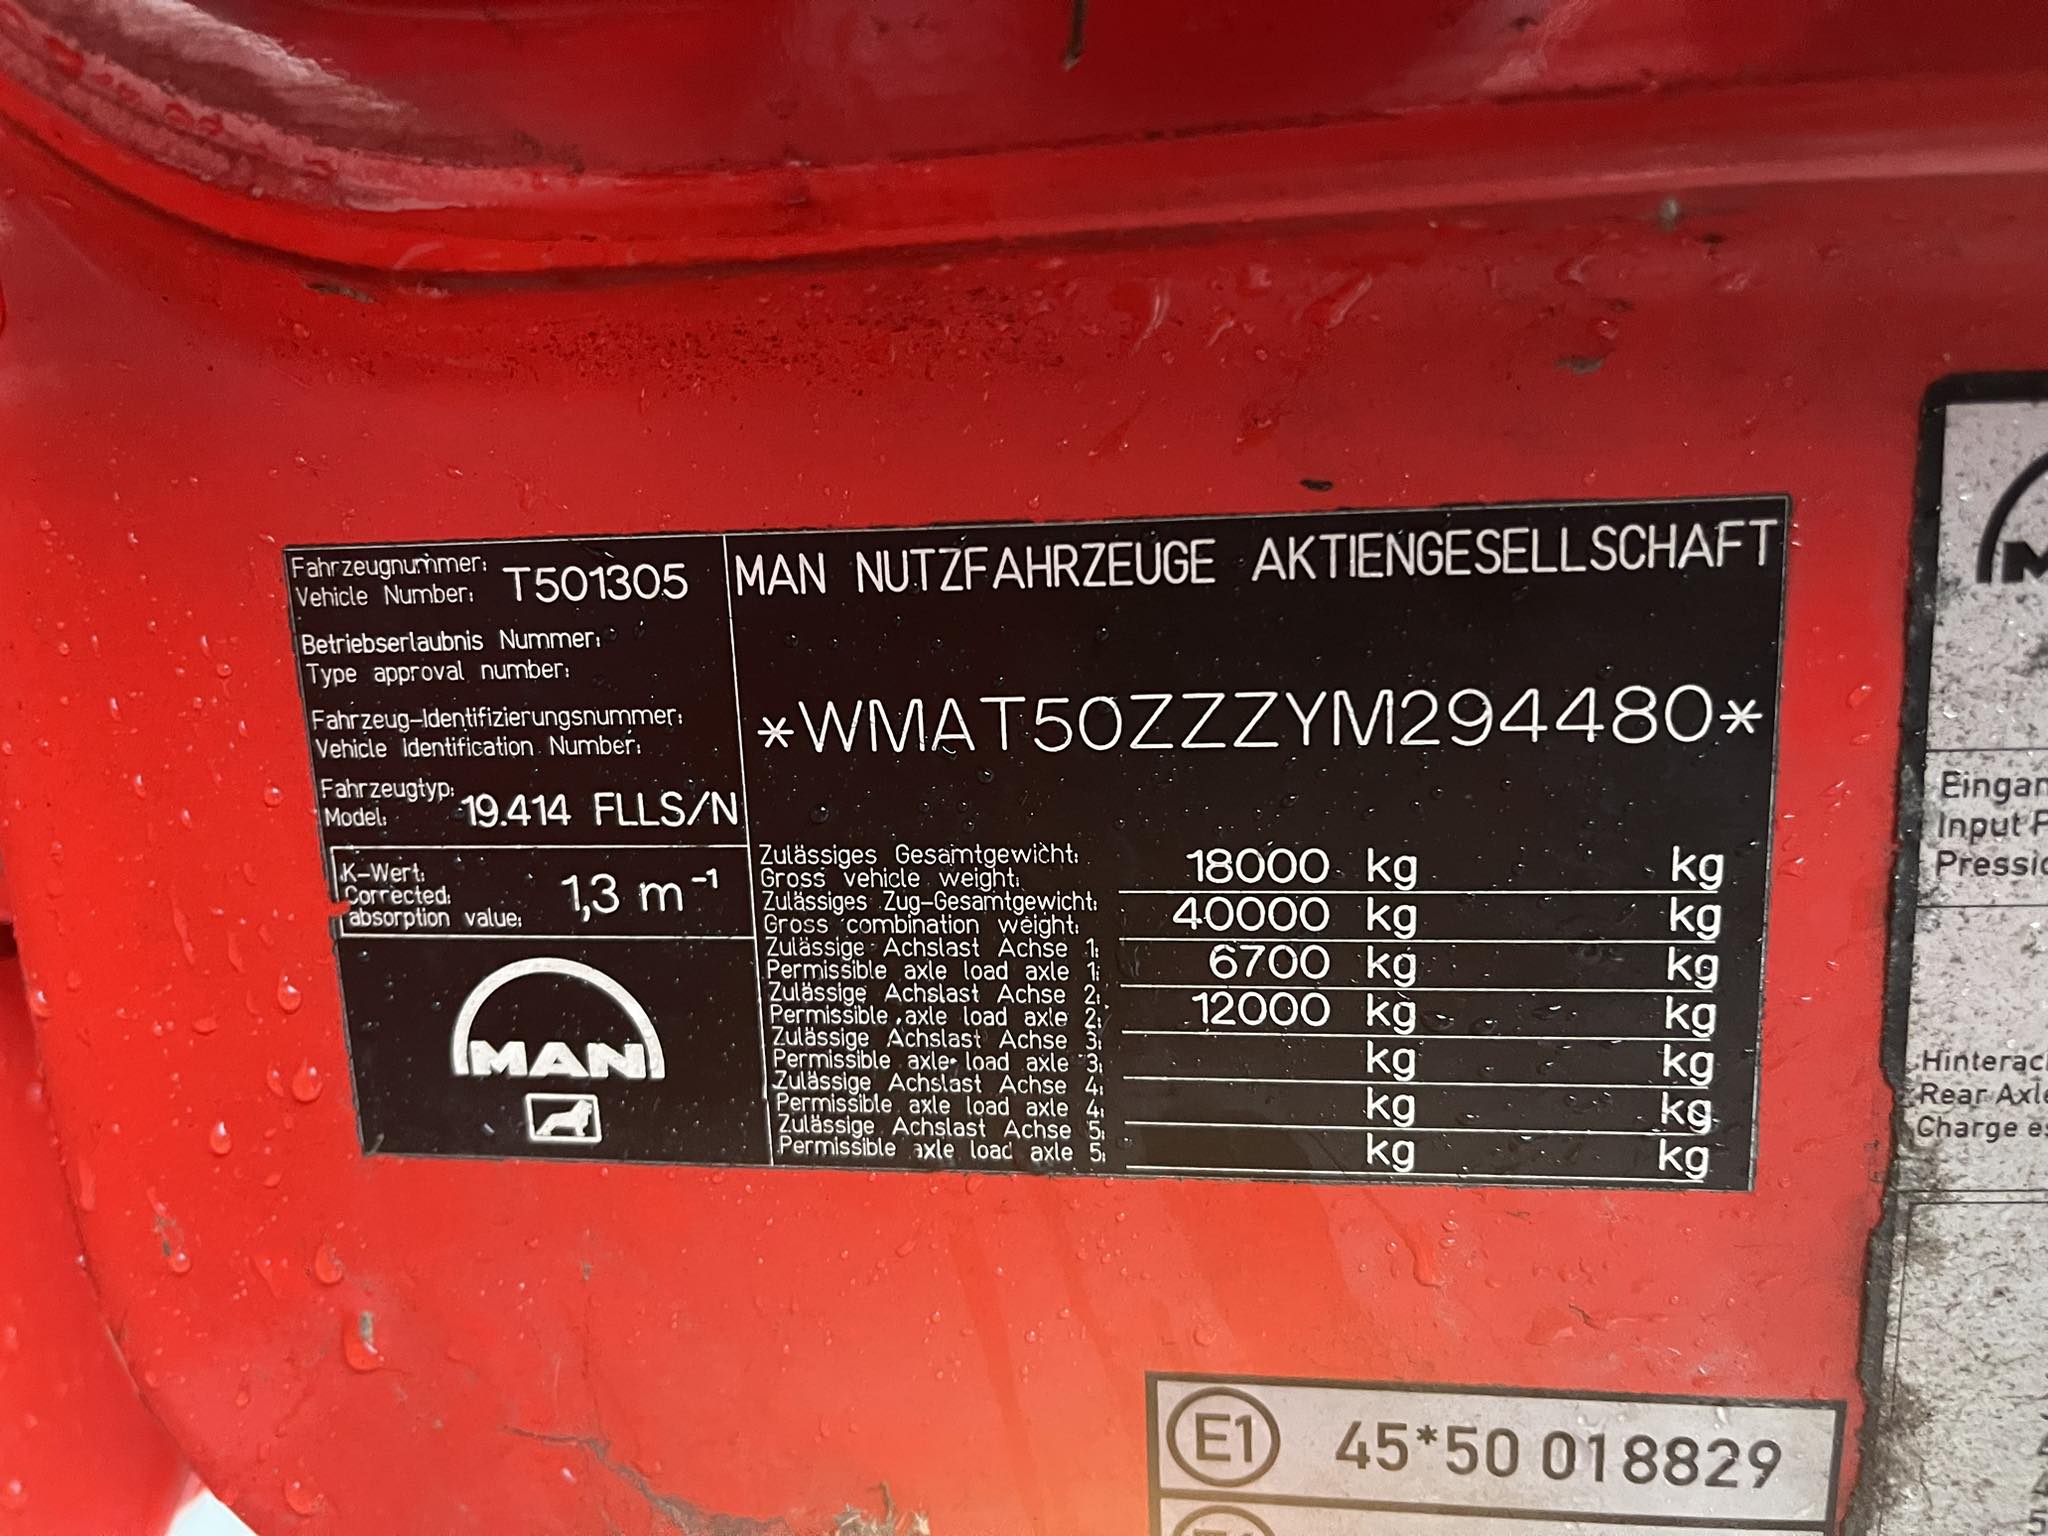 Fahrzeugnummer:
Vehicle Number: T501305
Betriebserlaubnis Nummer:
Type approval number:
Fahrzeug-Identifizierungsnummer:
Vehicle Identification Number:
Fahrzeugtyp:
Model: 19.414 FLLS/N
K-Wert:
Corrected
absorption value: 1,3 m⁻¹
MAN
MAN NUTZFAHRZEUGE AKTIENGESELLSCHAFT
*WMAT50ZZZYM294480*
Zulässiges Gesamtgewicht:
Gross vehicle weight: 18000 kg kg
Zulässiges Zug-Gesamtgewicht:
Gross combination weight: 40000 kg kg
Zulässige Achslast Achse 1:
Permissible axle load axle 1: 6700 kg kg
Zulässige Achslast Achse 2:
Permissible axle load axle 2: 12000 kg kg
Zulässige Achslast Achse 3:
Permissible axle load axle 3: kg kg
Zulässige Achslast Achse 4:
Permissible axle load axle 4: kg kg
Zulässige Achslast Achse 5:
Permissible axle load axle 5: kg kg
E1 45*50 018829
Input
Rear
Charge